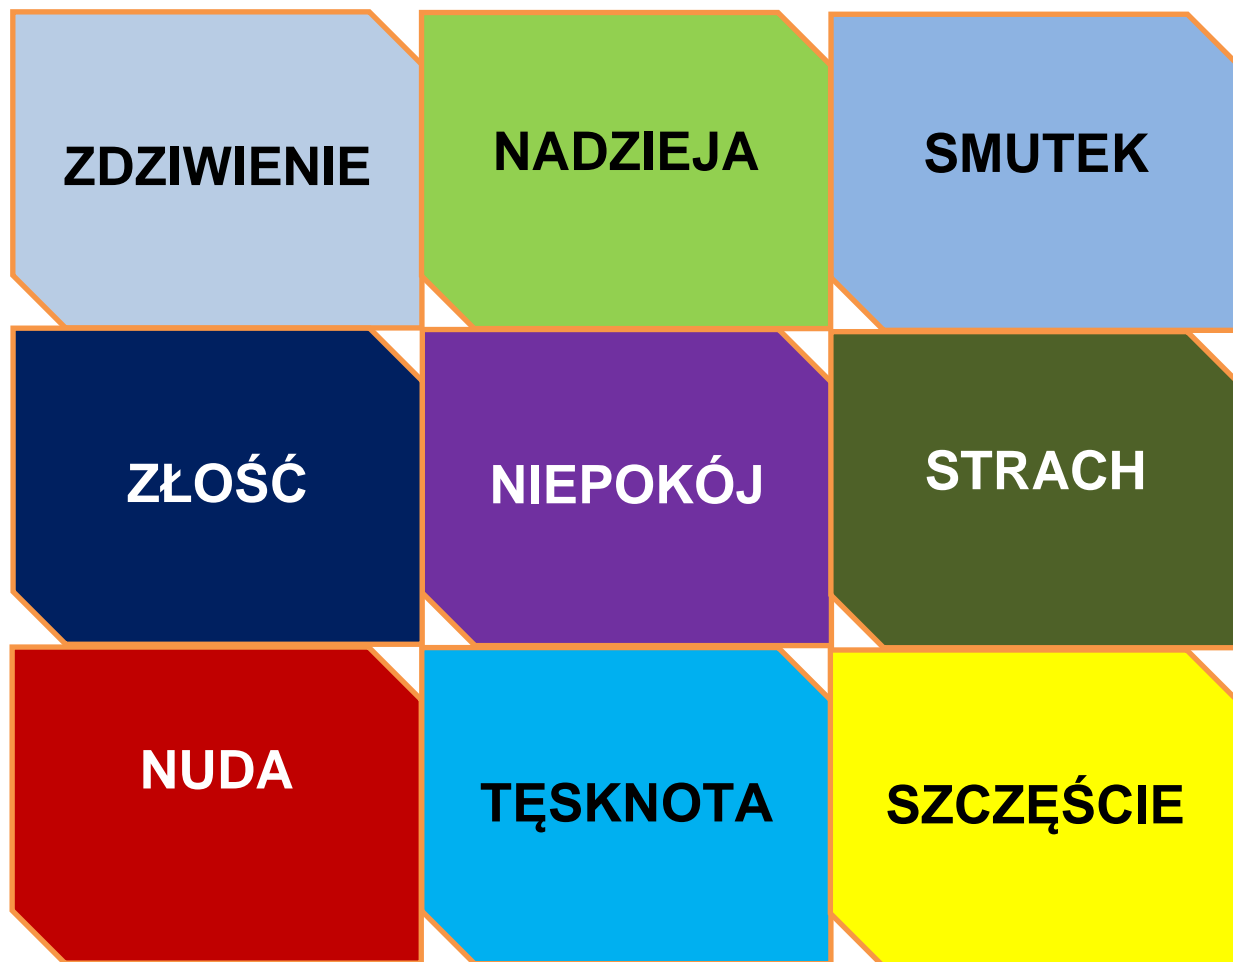 ZDZIWIENIE
NADZIEJA
SMUTEK
ZŁOŚĆ
NIEPOKÓJ
STRACH
NUDA
TĘSKNOTA
SZCZĘŚCIE